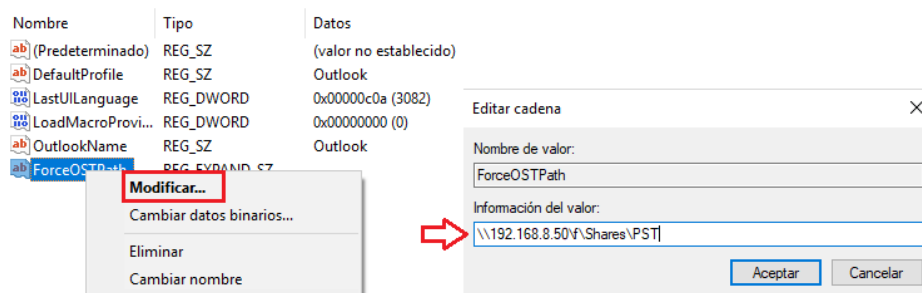 Nombre Tipo Datos
(Predeterminado) REG_SZ (valor no establecido)
DefaultProfile REG_SZ Outlook
LastUILanguage REG_DWORD 0x00000c0a (3082)
LoadMacroProvi... REG_DWORD 0x00000000 (0)
OutlookName REG_SZ Outlook
ForceOSTPath REG_EXPAND_SZ
Modificar...
Cambiar datos binarios...
Eliminar
Cambiar nombre
Editar cadena
Nombre de valor:
ForceOSTPath
Información del valor:
\\192.168.8.50\f\Shares\PST
Aceptar Cancelar